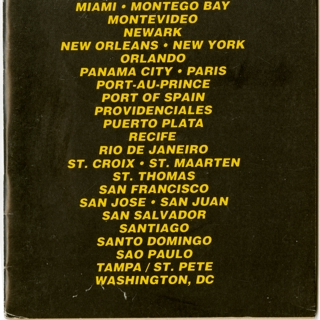 MIAMI • MONTEGO BAY
MONTEVIDEO
NEWARK
NEW ORLEANS • NEW YORK
ORLANDO
PANAMA CITY • PARIS
PORT-AU-PRINCE
PORT OF SPAIN
PROVIDENCIALES
PUERTO PLATA
RECIFE
RIO DE JANEIRO
ST. CROIX • ST. MAARTEN
ST. THOMAS
SAN FRANCISCO
SAN JOSE • SAN JUAN
SAN SALVADOR
SANTIAGO
SANTO DOMINGO
SAO PAULO
TAMPA / ST. PETE
WASHINGTON, DC